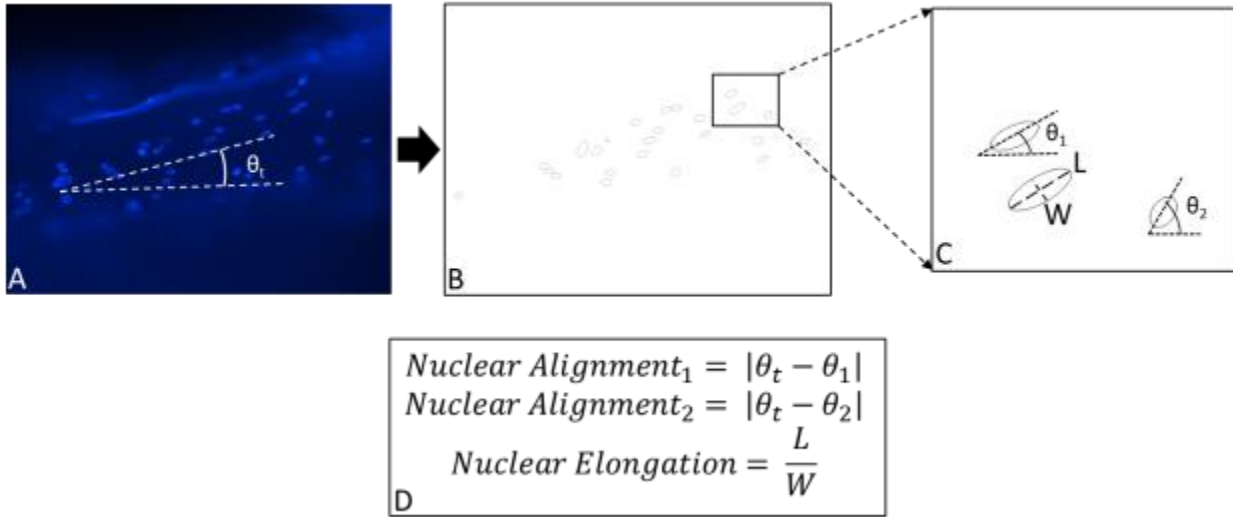 θt
A
B
θ1
L
W
θ2
C
Nuclear Alignment1 = |θt − θ1|
Nuclear Alignment2 = |θt − θ2|
Nuclear Elongation = L/W
D